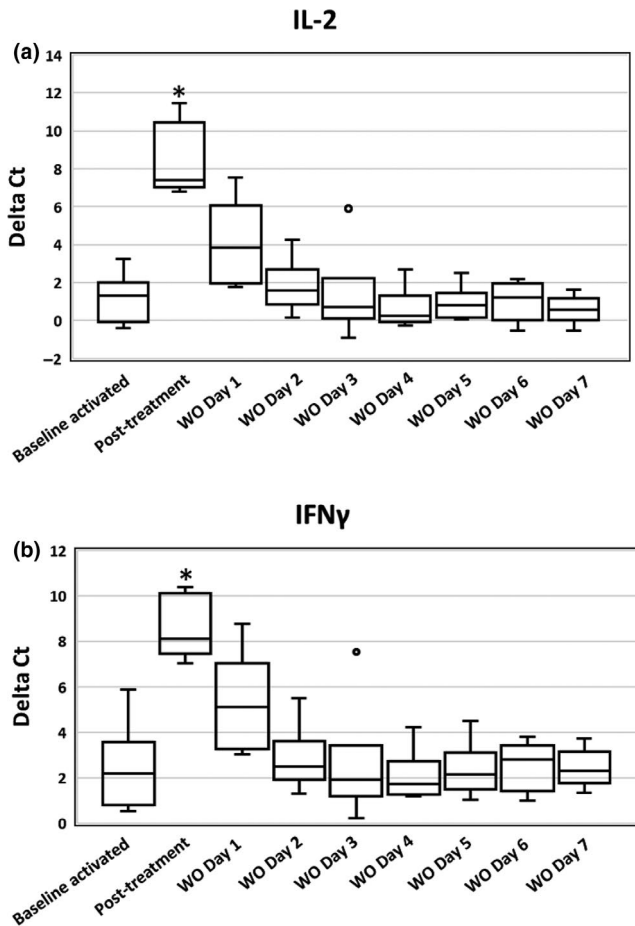 IL-2
(a)
14
12
10
8
6
4
2
0
–2
Delta Ct
*
Baseline activated
Post-treatment
WO Day 1
WO Day 2
WO Day 3
WO Day 4
WO Day 5
WO Day 6
WO Day 7
IFNγ
(b)
12
10
8
6
4
2
0
Delta Ct
*
Baseline activated
Post-treatment
WO Day 1
WO Day 2
WO Day 3
WO Day 4
WO Day 5
WO Day 6
WO Day 7